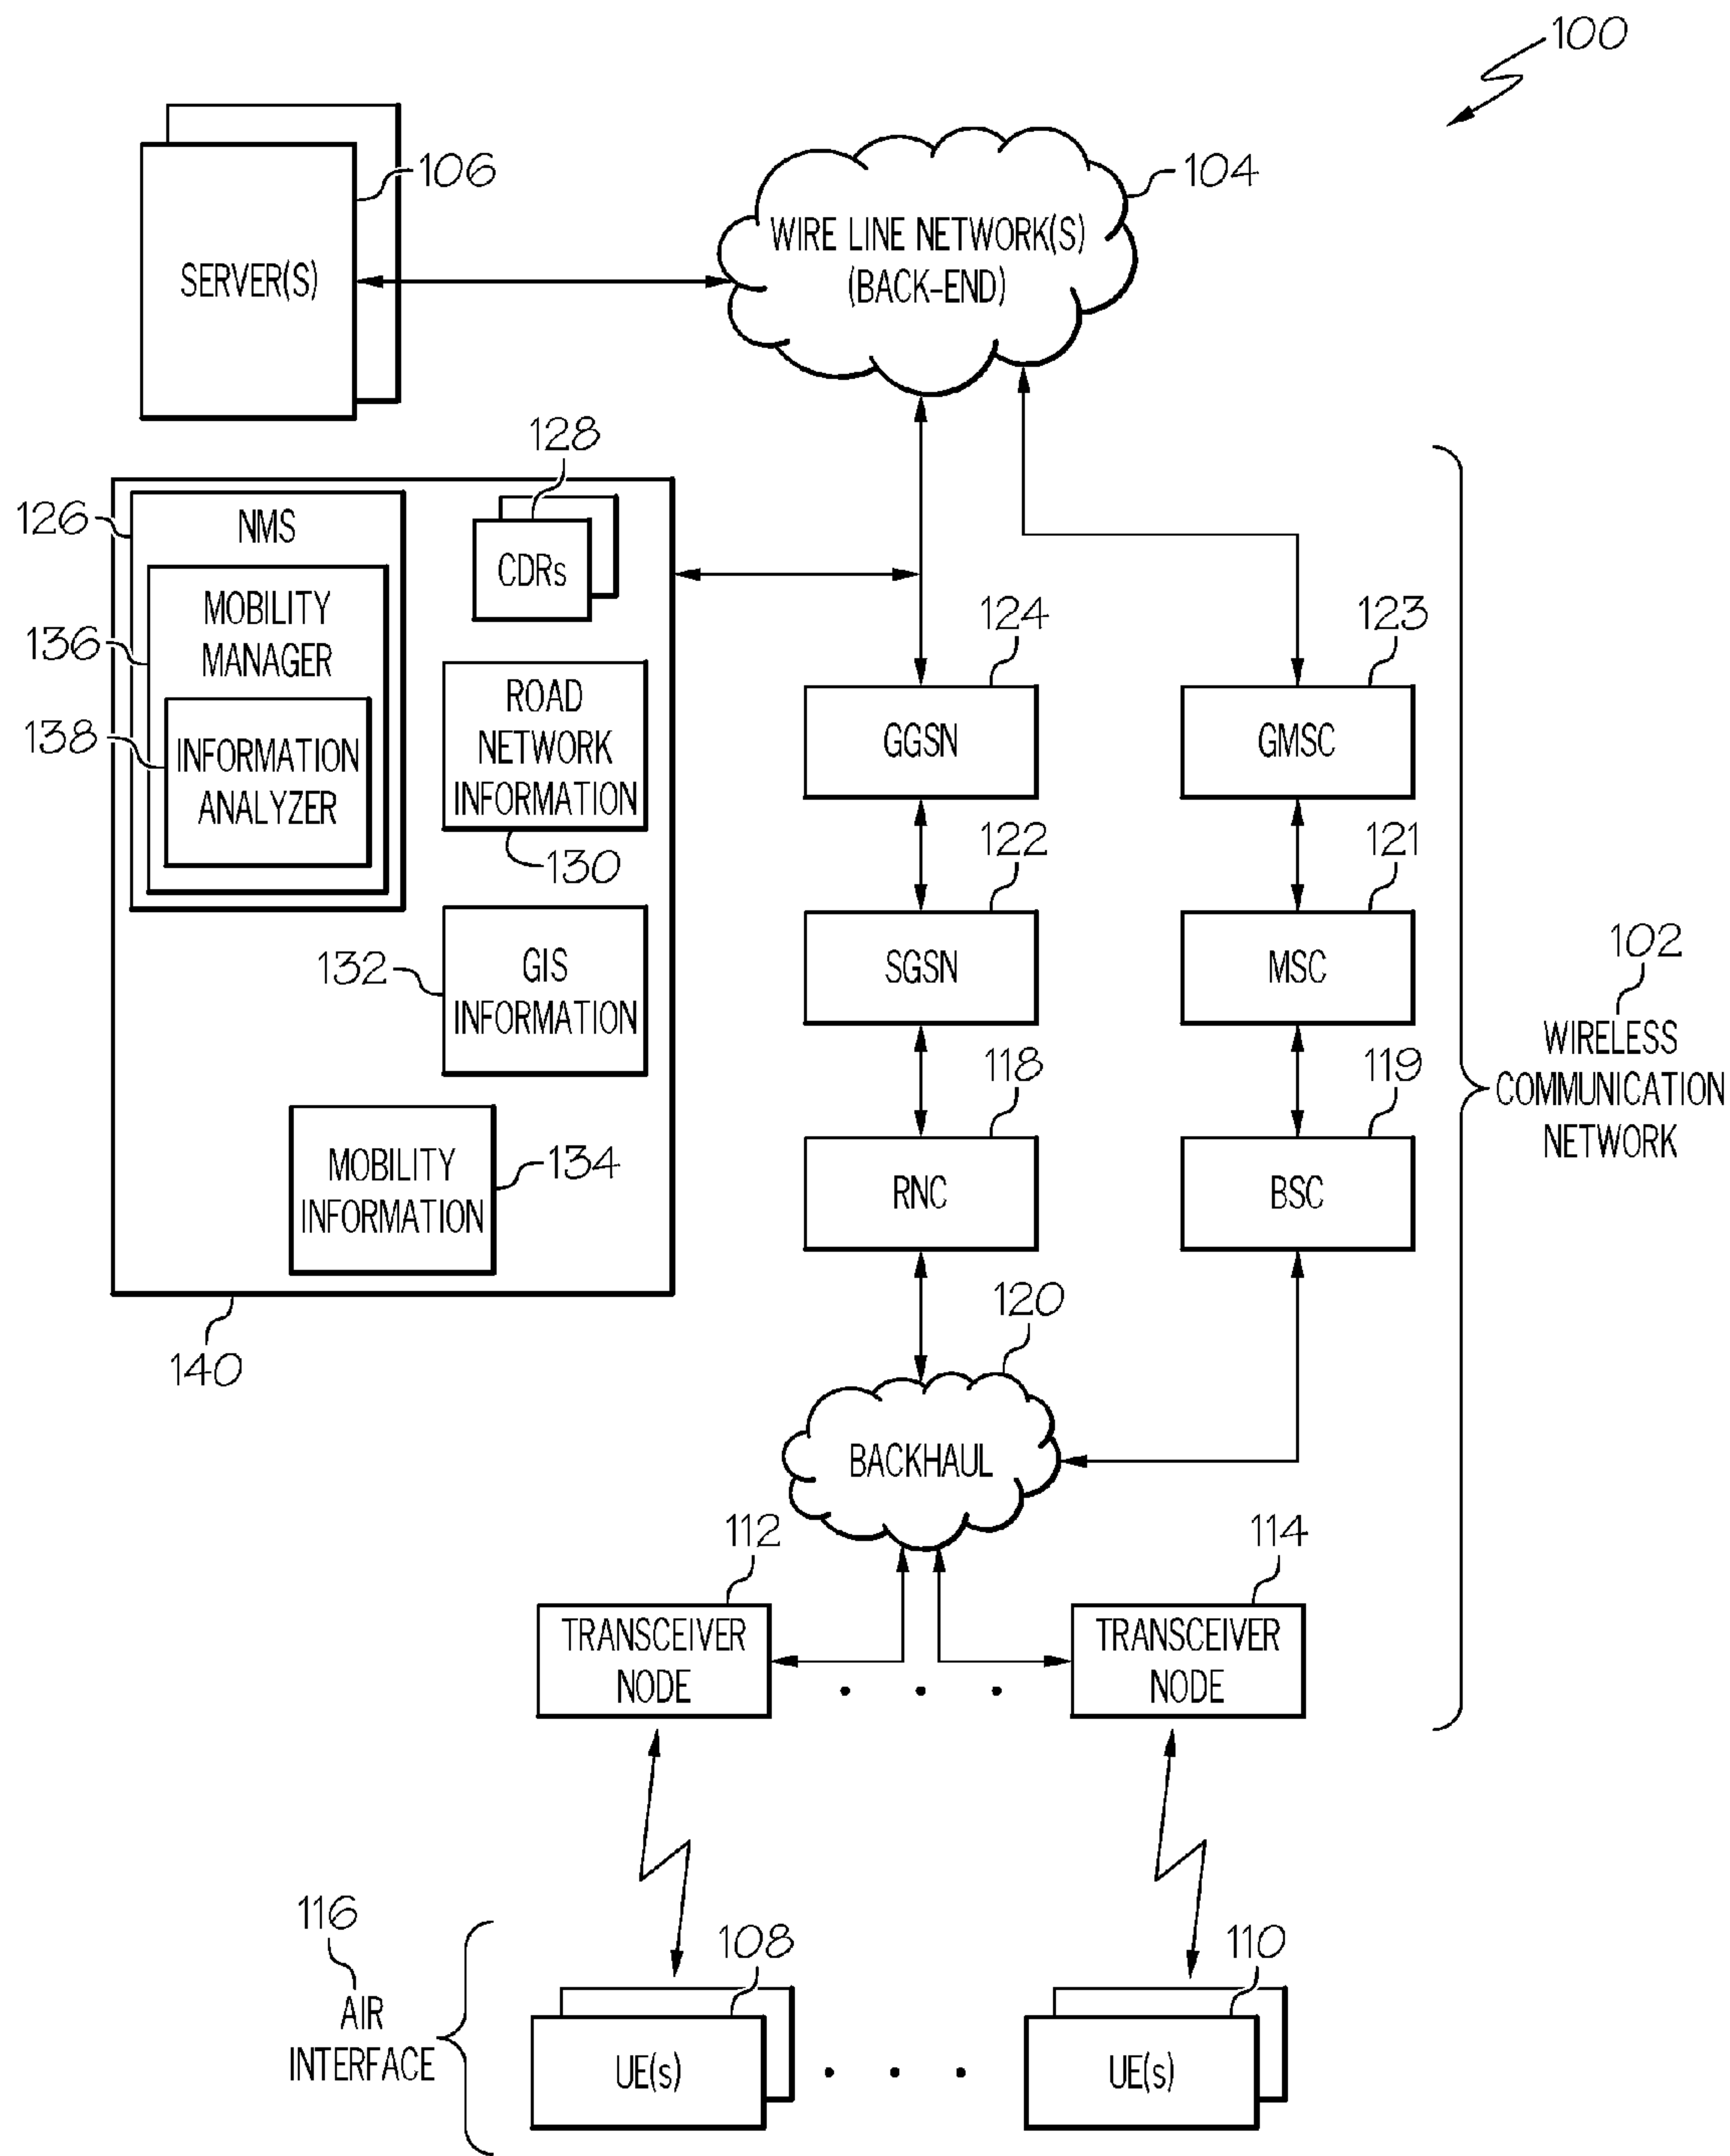 100
106
SERVER(S)
104
WIRE LINE NETWORK(S)
(BACK-END)
128
126
NMS
CDRs
136
MOBILITY
MANAGER
138
INFORMATION
ANALYZER
ROAD
NETWORK
INFORMATION
130
132
GIS
INFORMATION
MOBILITY
INFORMATION
134
140
124
GGSN
123
GMSC
122
SGSN
121
MSC
118
RNC
119
BSC
102
WIRELESS
COMMUNICATION
NETWORK
120
BACKHAUL
112
TRANSCEIVER
NODE
114
TRANSCEIVER
NODE
116
AIR
INTERFACE
108
UE(s)
110
UE(s)